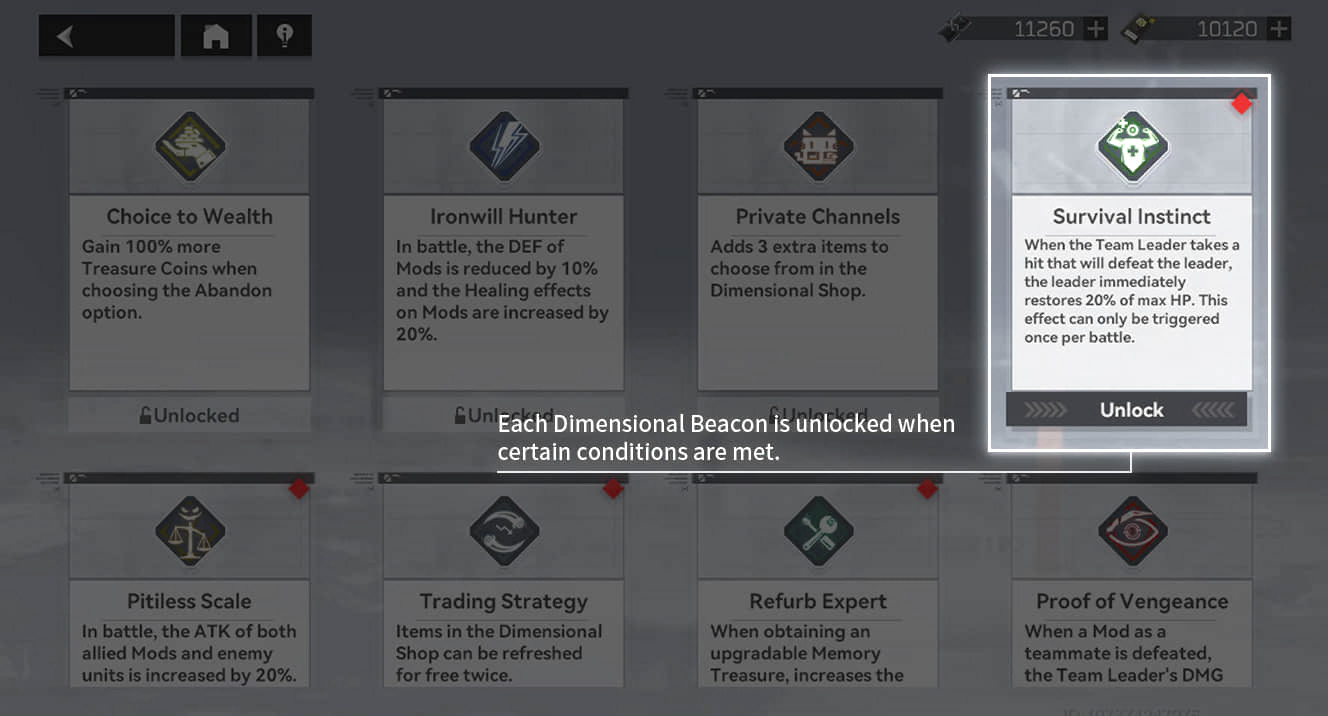 11260
10120
Choice to Wealth
Gain 100% more
Treasure Coins when
choosing the Abandon
option.
Unlocked
Ironwill Hunter
In battle, the DEF of
Mods is reduced by 10%
and the Healing effects
on Mods are increased by
20%.
Unlocked
Private Channels
Adds 3 extra items to
choose from in the
Dimensional Shop.
Unlocked
Survival Instinct
When the Team Leader takes a
hit that will defeat the leader,
the leader immediately
restores 20% of max HP. This
effect can only be triggered
once per battle.
Unlock
Each Dimensional Beacon is unlocked when
certain conditions are met.
Pitiless Scale
In battle, the ATK of both
allied Mods and enemy
units is increased by 20%.
Trading Strategy
Items in the Dimensional
Shop can be refreshed
for free twice.
Refurb Expert
When obtaining an
upgradable Memory
Treasure, increases the
Proof of Vengeance
When a Mod as a
teammate is defeated,
the Team Leader's DMG